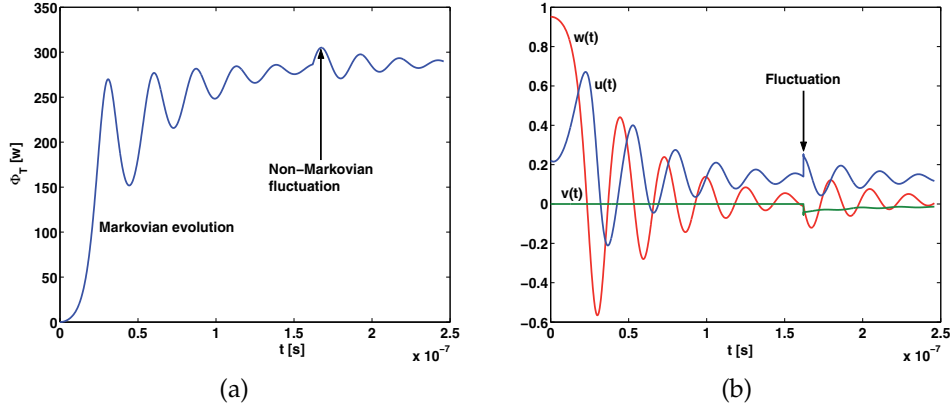 350
300
250
200
150
100
50
0
Φ_T [w]
Non−Markovian
fluctuation
Markovian evolution
0 0.5 1 1.5 2 2.5
t [s]
x 10^-7
(a)
1
0.8
0.6
0.4
0.2
0
−0.2
−0.4
−0.6
w(t)
u(t)
Fluctuation
v(t)
0 0.5 1 1.5 2 2.5
t [s]
x 10^-7
(b)